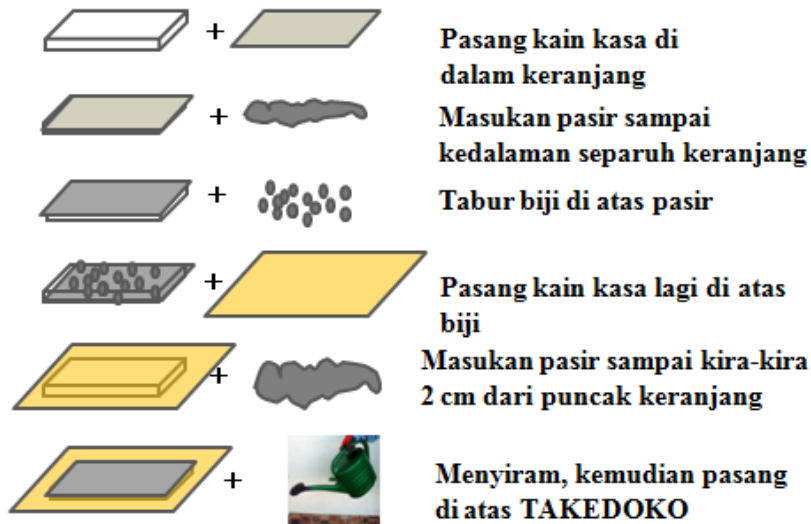 +
Pasang kain kasa di
dalam keranjang
+
Masukan pasir sampai
kedalaman separuh keranjang
+
Tabur biji di atas pasir
+
Pasang kain kasa lagi di atas
biji
+
Masukan pasir sampai kira-kira
2 cm dari puncak keranjang
+
Menyiram, kemudian pasang
di atas TAKEDOKO